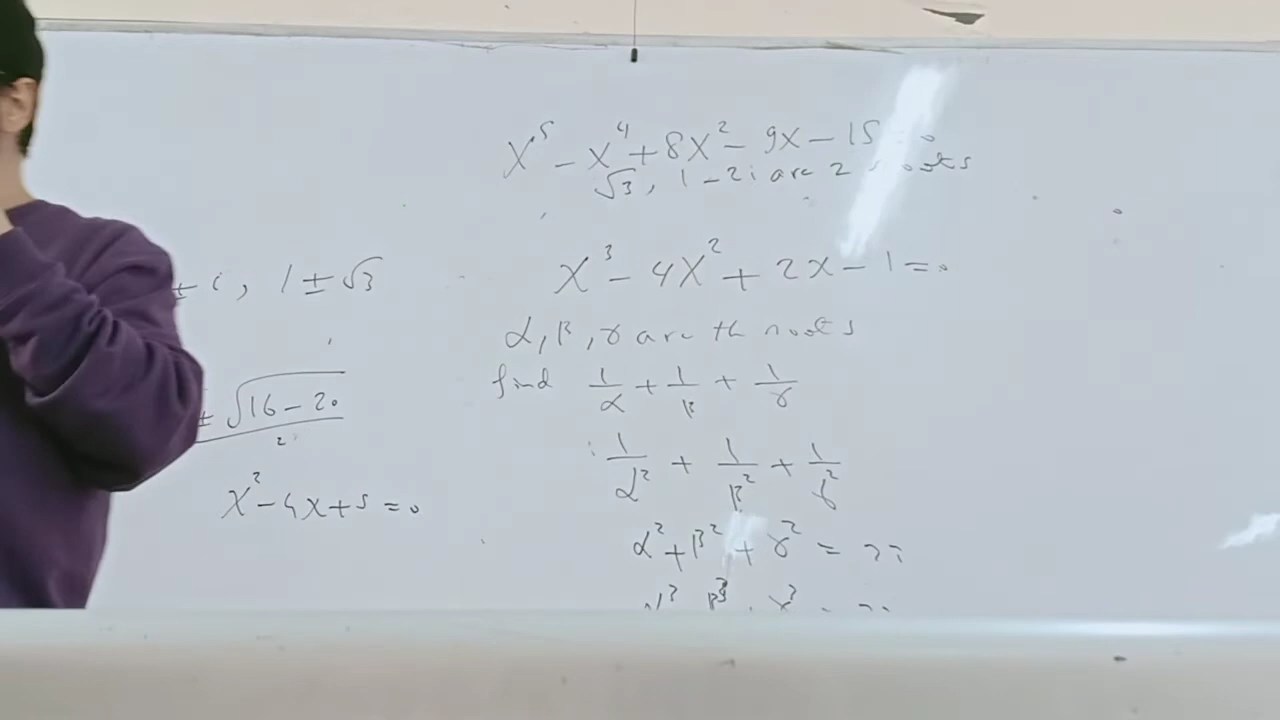 x⁵ - x⁴ + 8x² - 9x - 15 = 0
√3, 1 - 2i are 2 roots
x³ - 4x² + 2x - 1 = 0
α, β, γ are th roots
find 1/α + 1/β + 1/γ
1/α² + 1/β² + 1/γ²
α² + β² + γ² = ??
α³ β³ γ³ ??
± i, 1 ± √3
± √16 - 20
2
x² - 4x + 5 = 0